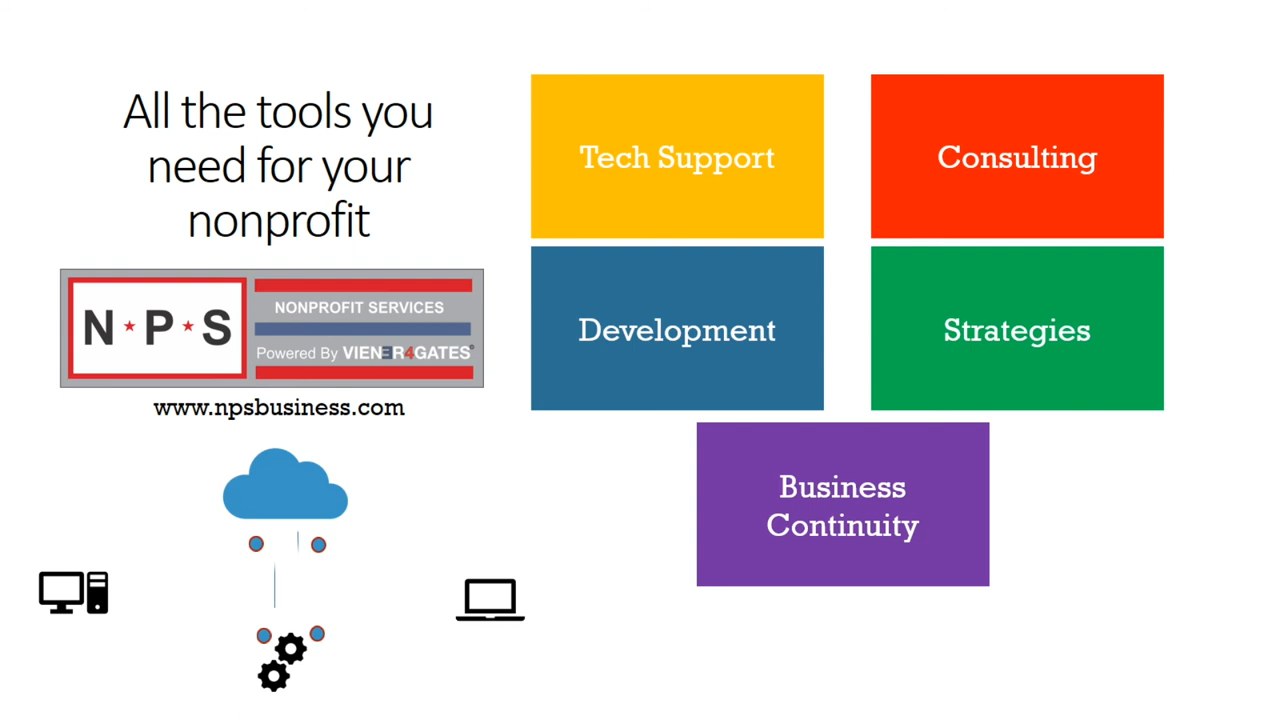 All the tools you
need for your
nonprofit
N★P★S
NONPROFIT SERVICES
Powered By VIENER4GATES
www.npsbusiness.com
Tech Support
Consulting
Development
Strategies
Business
Continuity